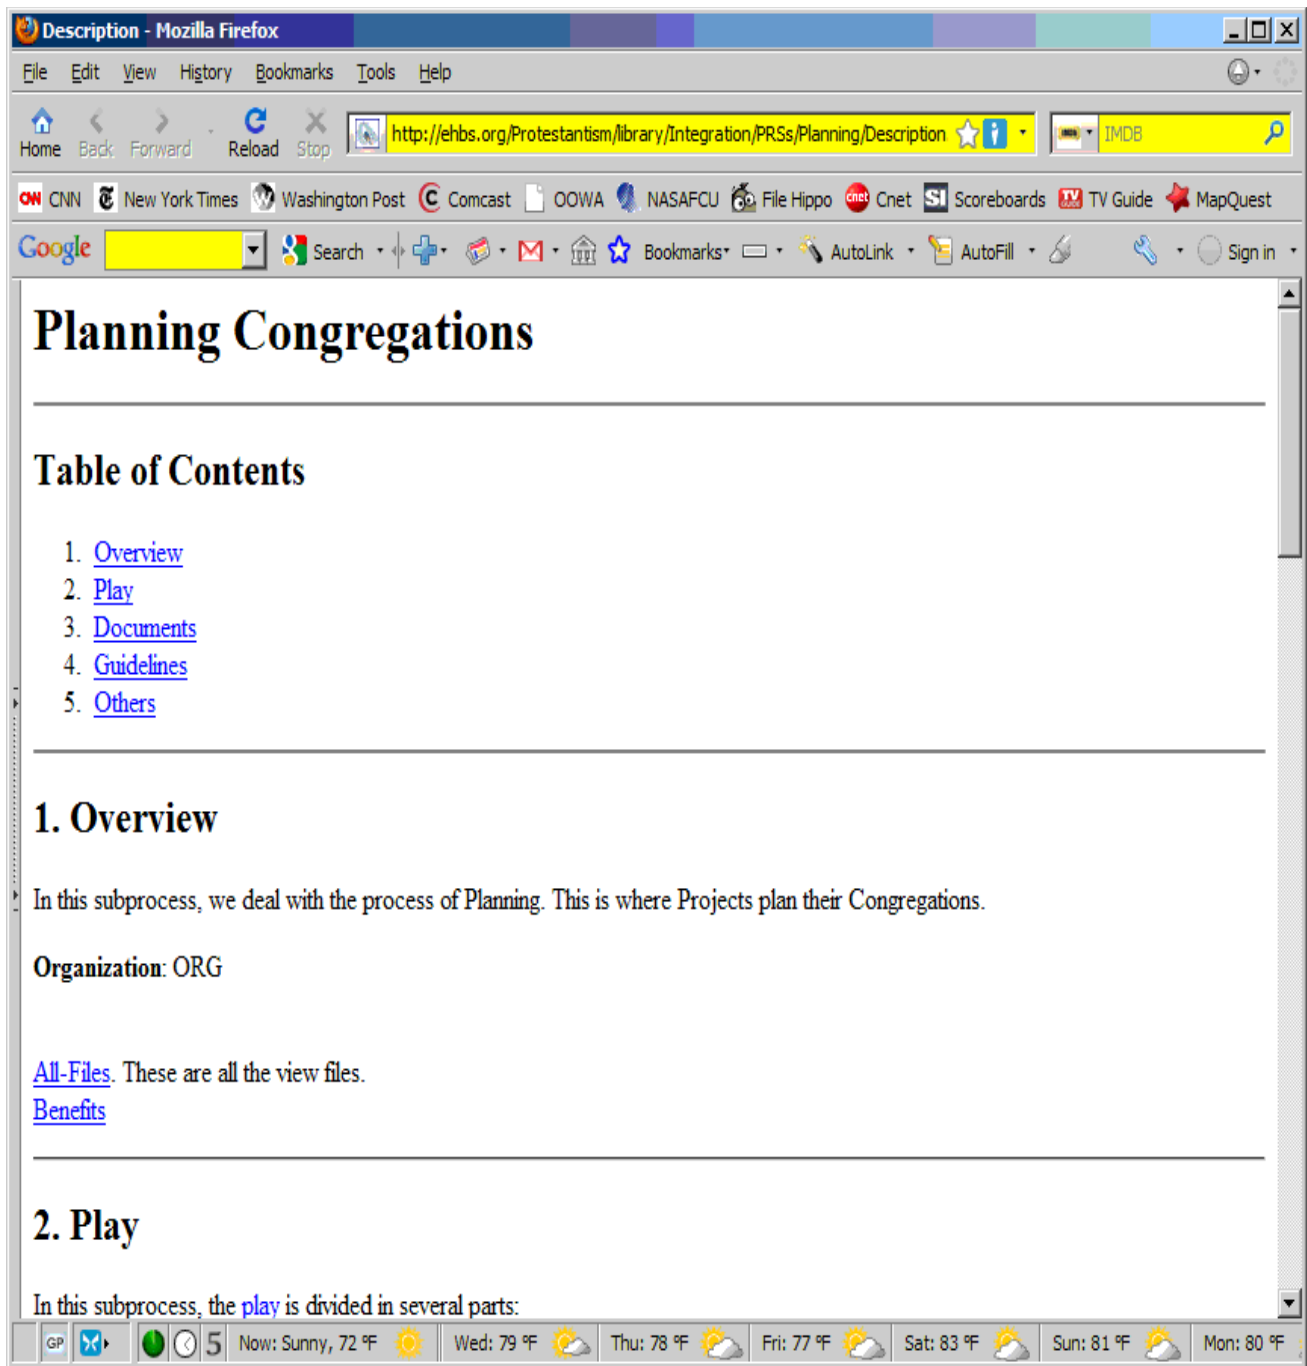 Description - Mozilla Firefox
File Edit View History Bookmarks Tools Help
Home Back Forward Reload Stop http://ehbs.org/Protestantism/library/Integration/PRSs/Planning/Description IMDB
CNN New York Times Washington Post Comcast OOWA NASAFCU File Hippo cnet Cnet SI Scoreboards TV Guide MapQuest
Google Search Bookmarks AutoLink AutoFill Sign in
Planning Congregations
Table of Contents
1. Overview
2. Play
3. Documents
4. Guidelines
5. Others
1. Overview
In this subprocess, we deal with the process of Planning. This is where Projects plan their Congregations.
Organization: ORG
All-Files. These are all the view files.
Benefits
2. Play
In this subprocess, the play is divided in several parts:
GP 5 Now: Sunny, 72 °F Wed: 79 °F Thu: 78 °F Fri: 77 °F Sat: 83 °F Sun: 81 °F Mon: 80 °F